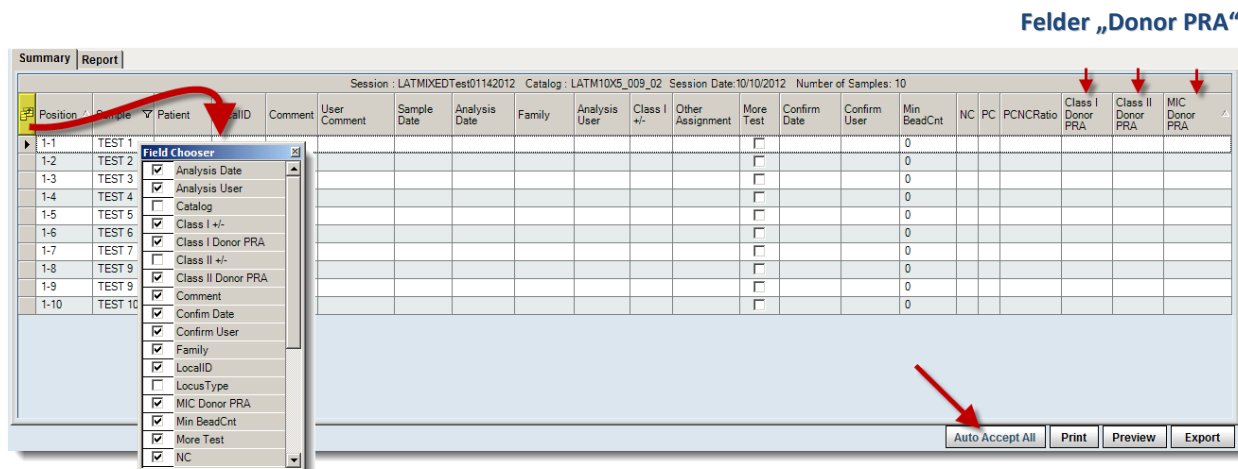 Felder „Donor PRA“
Summary Report
Session : LATMIXEDTest01142012 Catalog : LATM10X5_009_02 Session Date:10/10/2012 Number of Samples: 10
Position Sample Patient LocalID Comment User Comment Sample Date Analysis Date Family Analysis User Class I +/- Other Assignment More Test Confirm Date Confirm User Min BeadCnt NC PC PCNCRatio Class I Donor PRA Class II Donor PRA MIC Donor PRA
1-1 TEST 1 0
1-2 TEST 2 0
1-3 TEST 3 0
1-4 TEST 4 0
1-5 TEST 5 0
1-6 TEST 6 0
1-7 TEST 7 0
1-8 TEST 9 0
1-9 TEST 9 0
1-10 TEST 10 0
Field Chooser
Analysis Date
Analysis User
Catalog
Class I +/-
Class I Donor PRA
Class II +/-
Class II Donor PRA
Comment
Confim Date
Confirm User
Family
LocalID
LocusType
MIC Donor PRA
Min BeadCnt
More Test
NC
Auto Accept All Print Preview Export